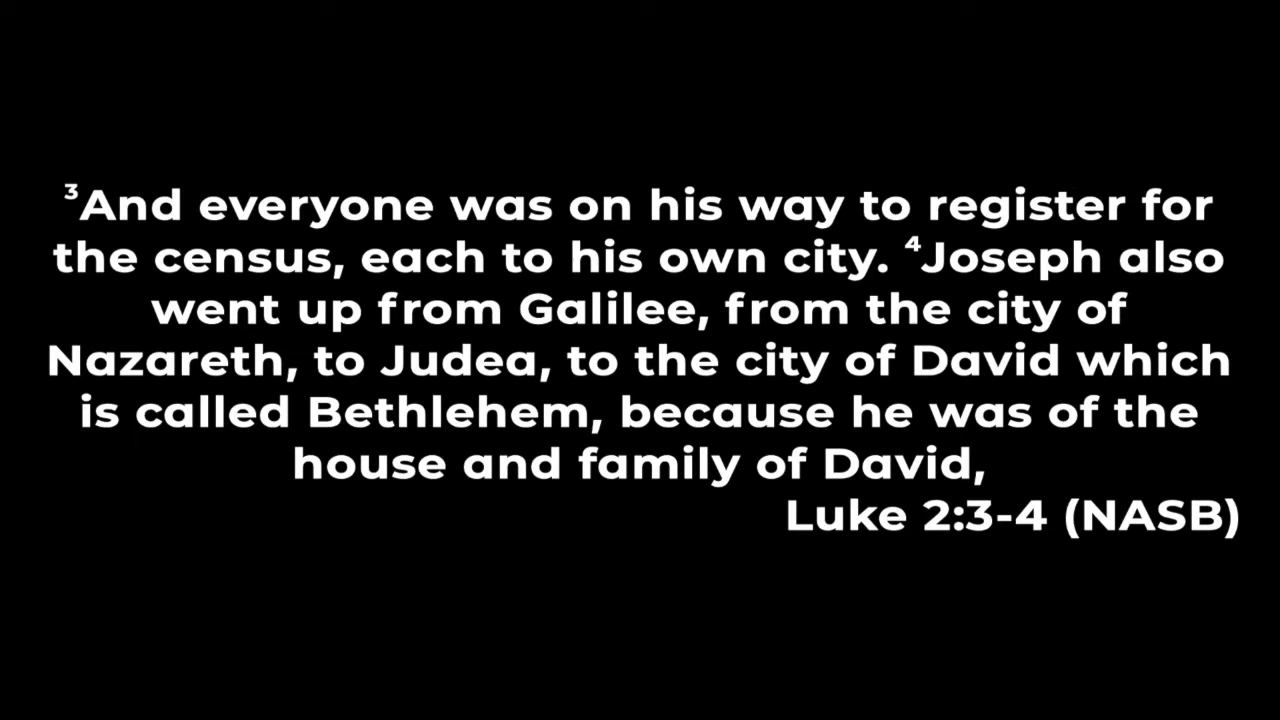 ³And everyone was on his way to register for
the census, each to his own city. ⁴Joseph also
went up from Galilee, from the city of
Nazareth, to Judea, to the city of David which
is called Bethlehem, because he was of the
house and family of David,
Luke 2:3-4 (NASB)